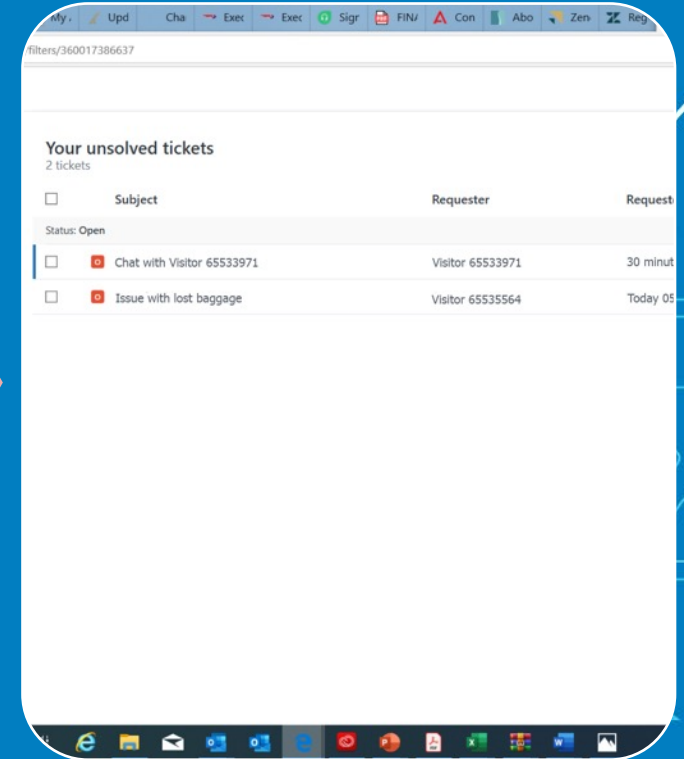 My . Upd Cha Exec Exec Sigr FIN/ Con Abo Zen Reg
filters/360017386637
Your unsolved tickets
2 tickets
Subject Requester Request
Status: Open
Chat with Visitor 65533971 Visitor 65533971 30 minut
Issue with lost baggage Visitor 65535564 Today 05